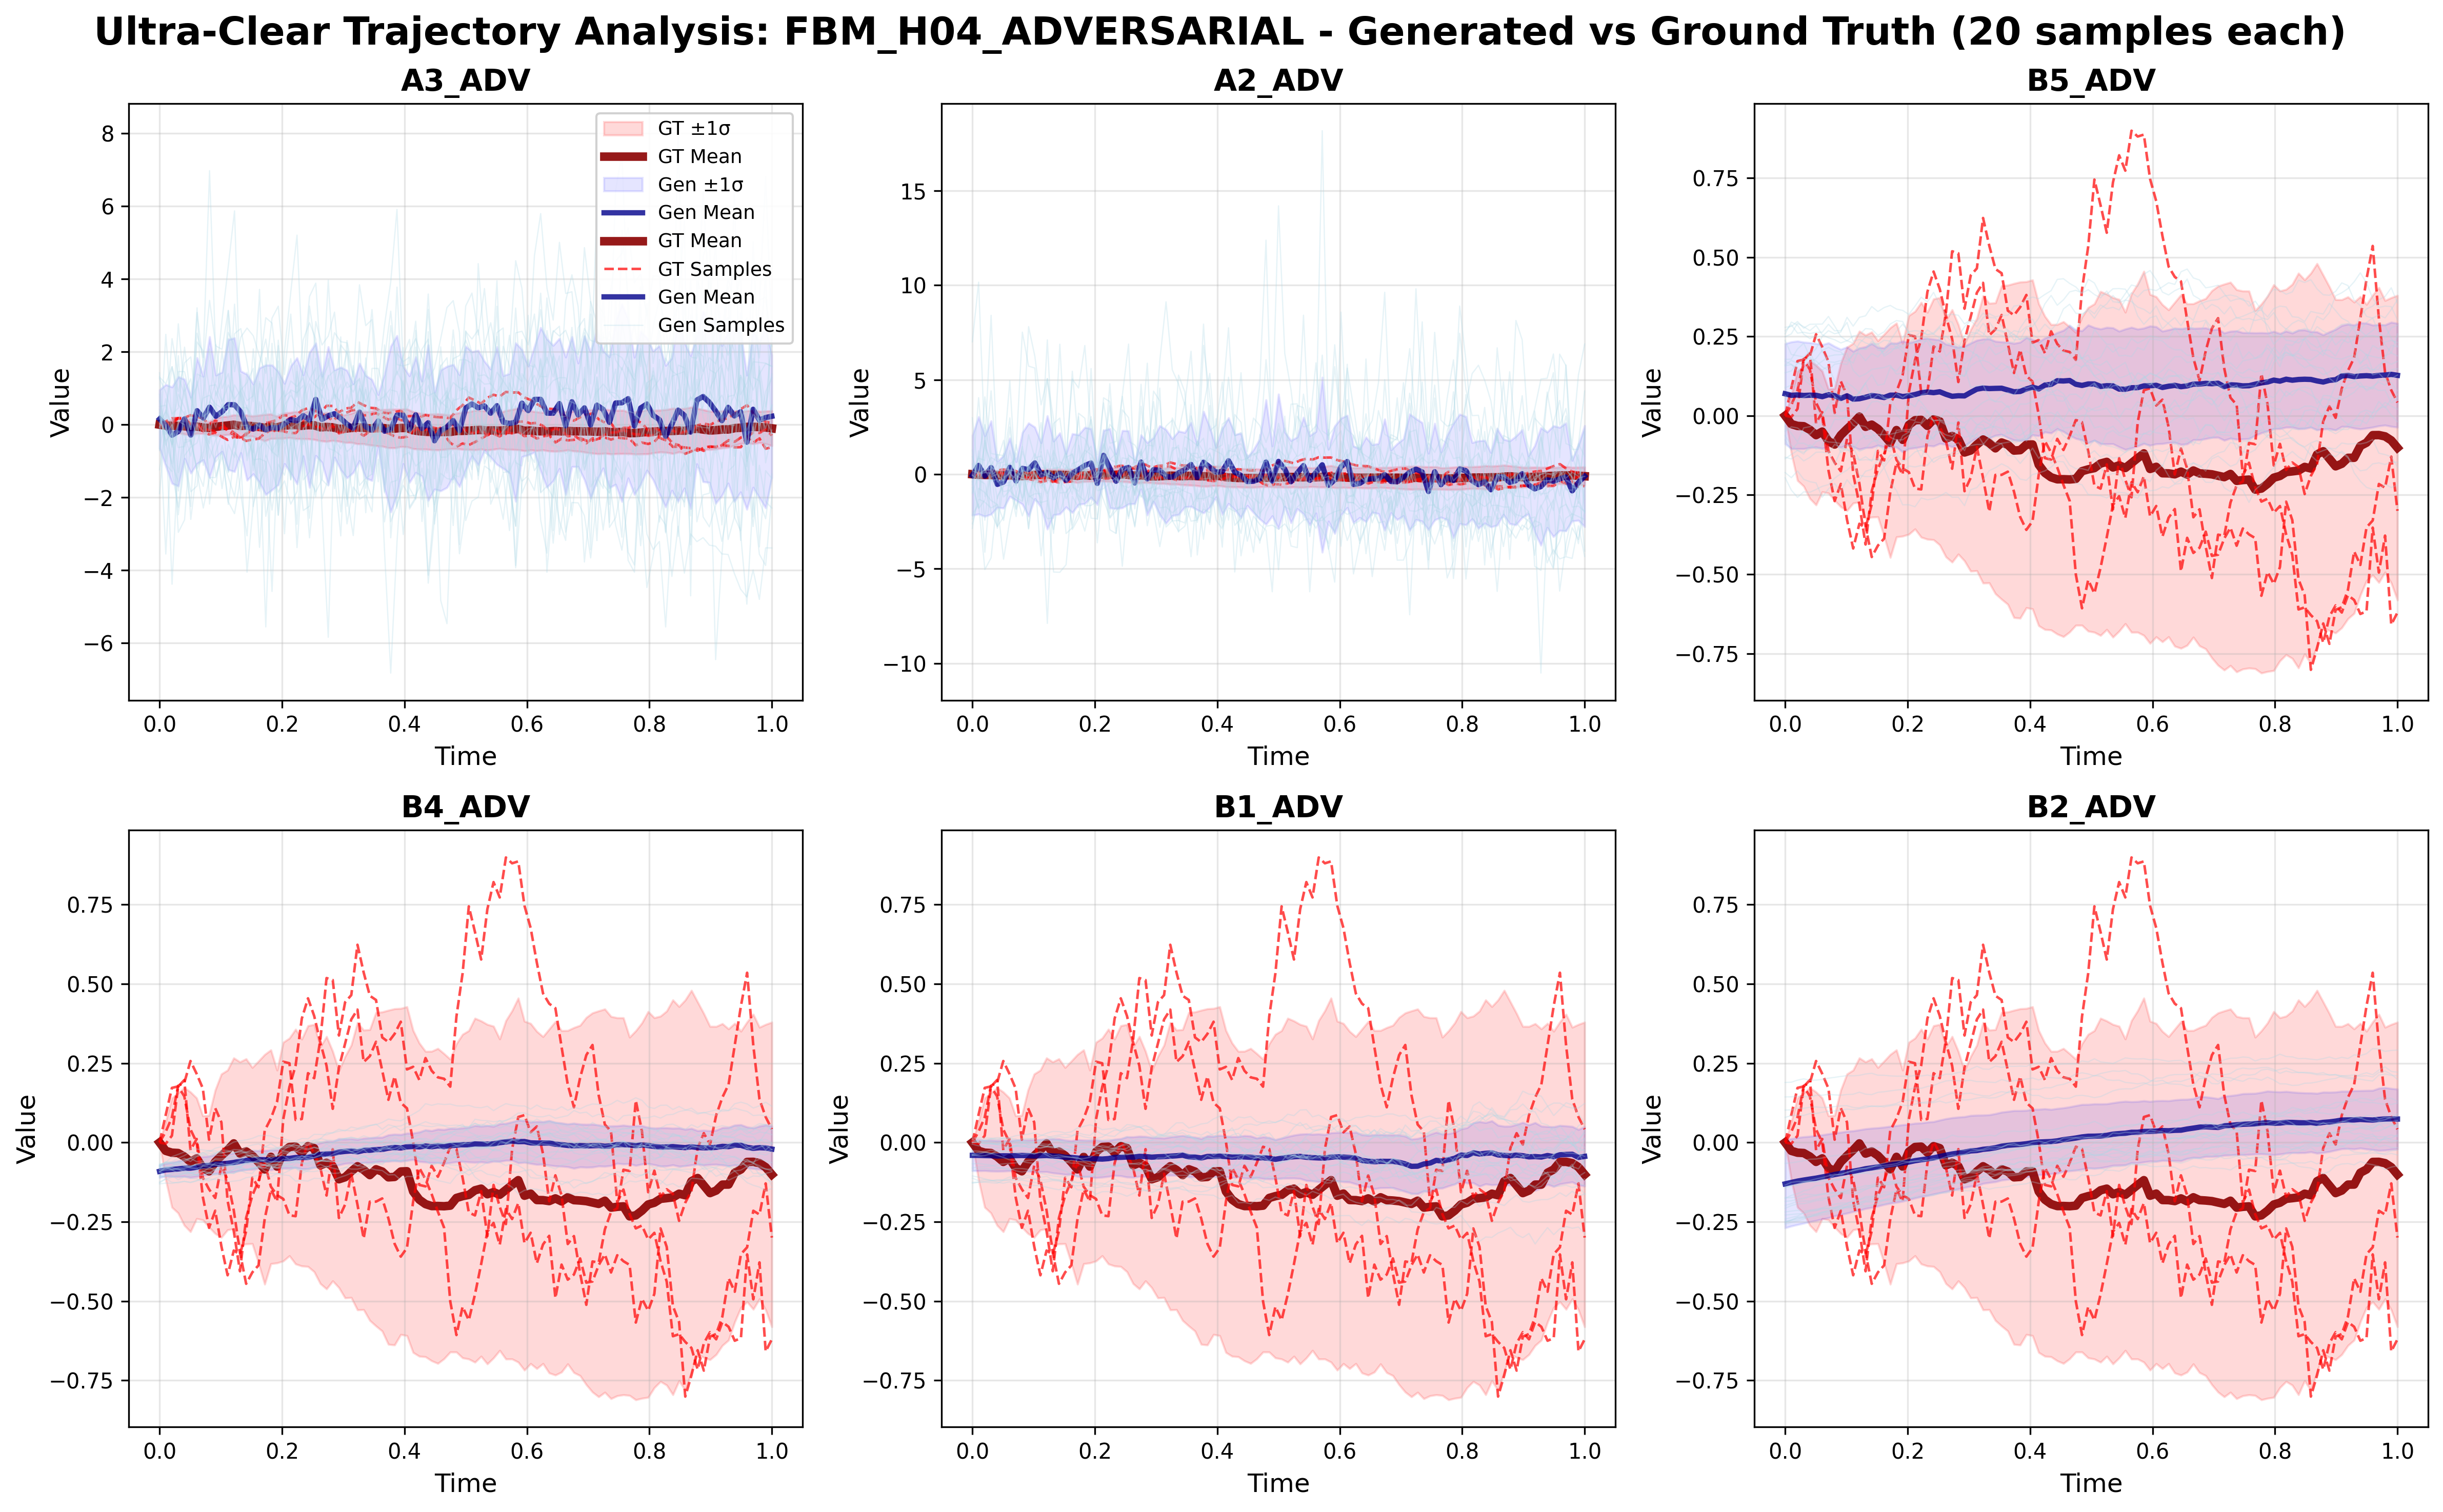 Ultra-Clear Trajectory Analysis: FBM_H04_ADVERSARIAL - Generated vs Ground Truth (20 samples each)
A3_ADV
8
6
4
2
0
−2
−4
−6
Value
0.0 0.2 0.4 0.6 0.8 1.0
Time
GT ±1σ
GT Mean
Gen ±1σ
Gen Mean
GT Mean
GT Samples
Gen Mean
Gen Samples
A2_ADV
15
10
5
0
−5
−10
Value
0.0 0.2 0.4 0.6 0.8 1.0
Time
B5_ADV
0.75
0.50
0.25
0.00
−0.25
−0.50
−0.75
Value
0.0 0.2 0.4 0.6 0.8 1.0
Time
B4_ADV
0.75
0.50
0.25
0.00
−0.25
−0.50
−0.75
Value
0.0 0.2 0.4 0.6 0.8 1.0
Time
B1_ADV
0.75
0.50
0.25
0.00
−0.25
−0.50
−0.75
Value
0.0 0.2 0.4 0.6 0.8 1.0
Time
B2_ADV
0.75
0.50
0.25
0.00
−0.25
−0.50
−0.75
Value
0.0 0.2 0.4 0.6 0.8 1.0
Time